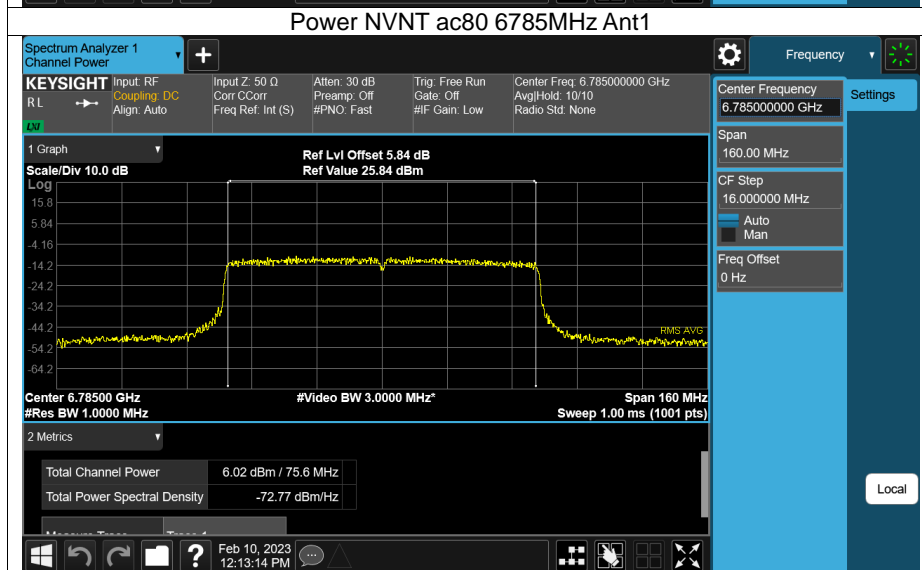 Power NVNT ac80 6785MHz Ant1
Spectrum Analyzer 1
Channel Power
+
Frequency
KEYSIGHT
RL
LXI
Input: RF
Coupling: DC
Align: Auto
Input Z: 50 Ω
Corr CCorr
Freq Ref: Int (S)
Atten: 30 dB
Preamp: Off
#PNO: Fast
Trig: Free Run
Gate: Off
#IF Gain: Low
Center Freq: 6.785000000 GHz
Avg|Hold: 10/10
Radio Std: None
Center Frequency
6.785000000 GHz
Settings
Span
160.00 MHz
CF Step
16.000000 MHz
Auto
Man
Freq Offset
0 Hz
1 Graph
Scale/Div 10.0 dB
Ref Lvl Offset 5.84 dB
Ref Value 25.84 dBm
Log
15.8
5.84
-4.16
-14.2
-24.2
-34.2
-44.2
-54.2
-64.2
RMS AVG
Center 6.78500 GHz
#Video BW 3.0000 MHz*
Span 160 MHz
#Res BW 1.0000 MHz
Sweep 1.00 ms (1001 pts)
2 Metrics
Total Channel Power 6.02 dBm / 75.6 MHz
Total Power Spectral Density -72.77 dBm/Hz
Local
?
Feb 10, 2023
12:13:14 PM